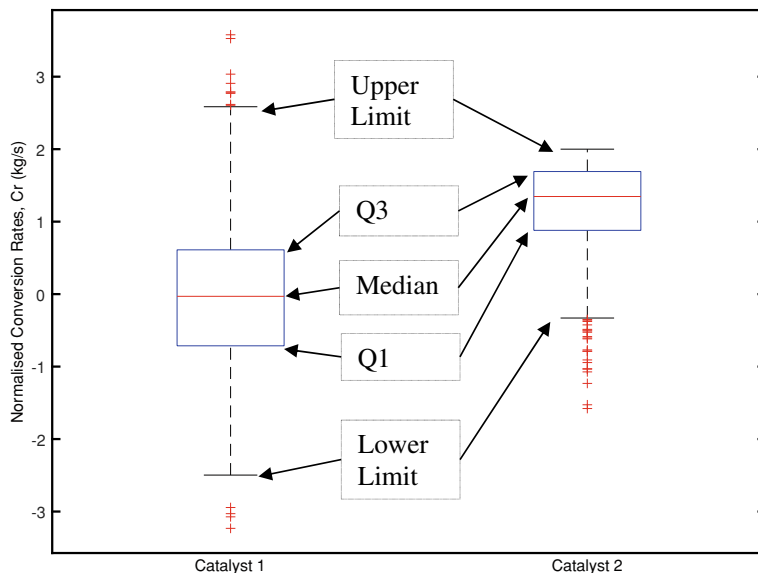 Normalised Conversion Rates, Cr (kg/s)
3
2
1
0
-1
-2
-3
Upper
Limit
Q3
Median
Q1
Lower
Limit
Catalyst 1
Catalyst 2